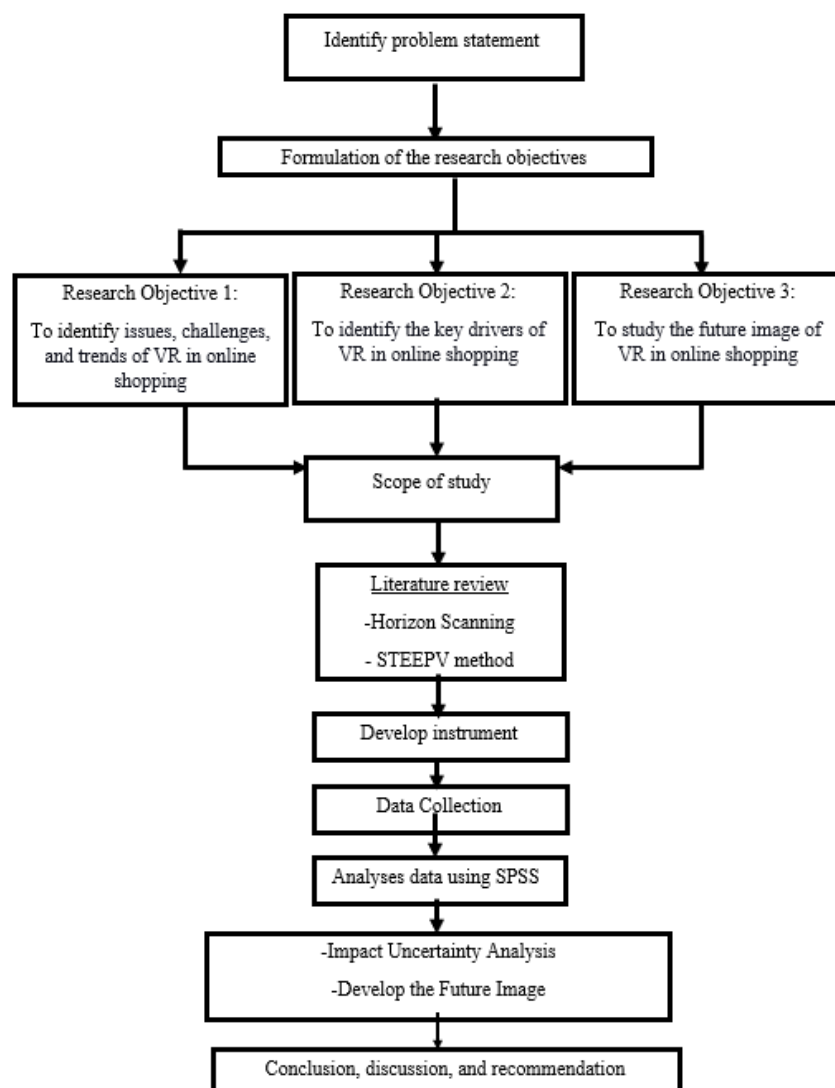 Identify problem statement
Formulation of the research objectives
Research Objective 1:
To identify issues, challenges,
and trends of VR in online
shopping
Research Objective 2:
To identify the key drivers of
VR in online shopping
Research Objective 3:
To study the future image of
VR in online shopping
Scope of study
Literature review
-Horizon Scanning
- STEEPV method
Develop instrument
Data Collection
Analyses data using SPSS
-Impact Uncertainty Analysis
-Develop the Future Image
Conclusion, discussion, and recommendation